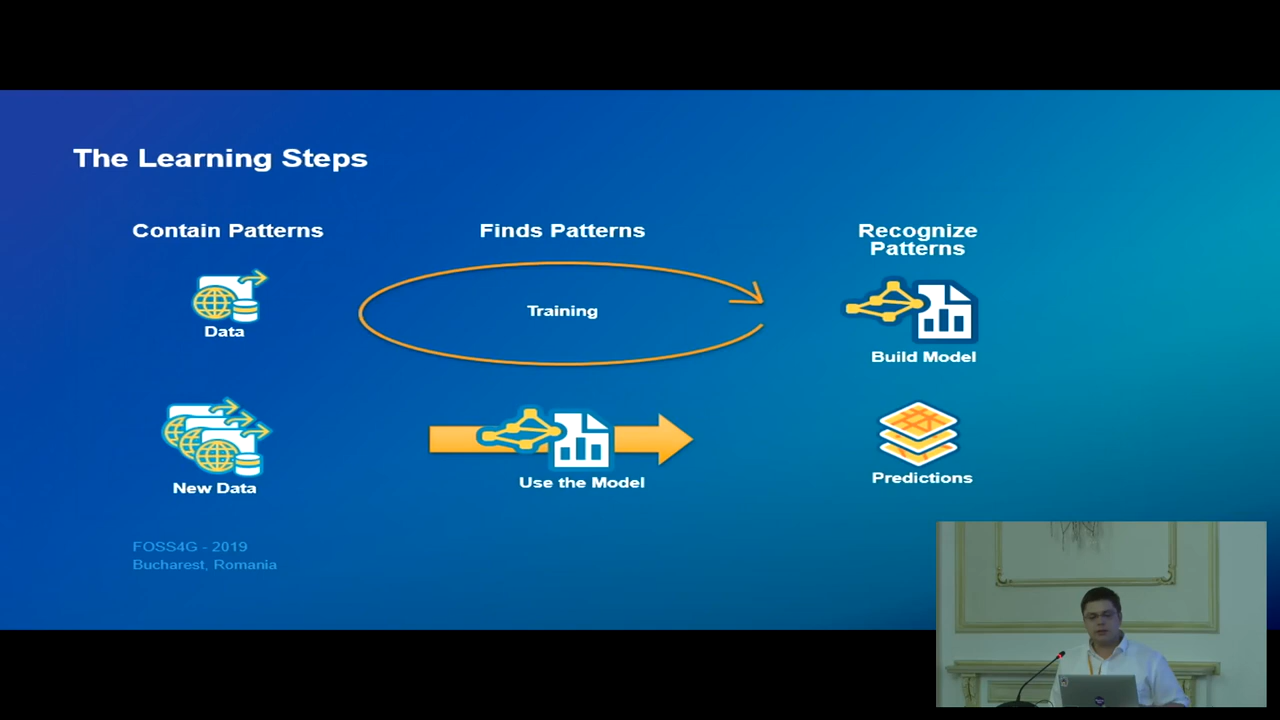 The Learning Steps
Contain Patterns
Finds Patterns
Recognize
Patterns
Training
Data
Build Model
New Data
Use the Model
Predictions
FOSS4G - 2019
Bucharest, Romania